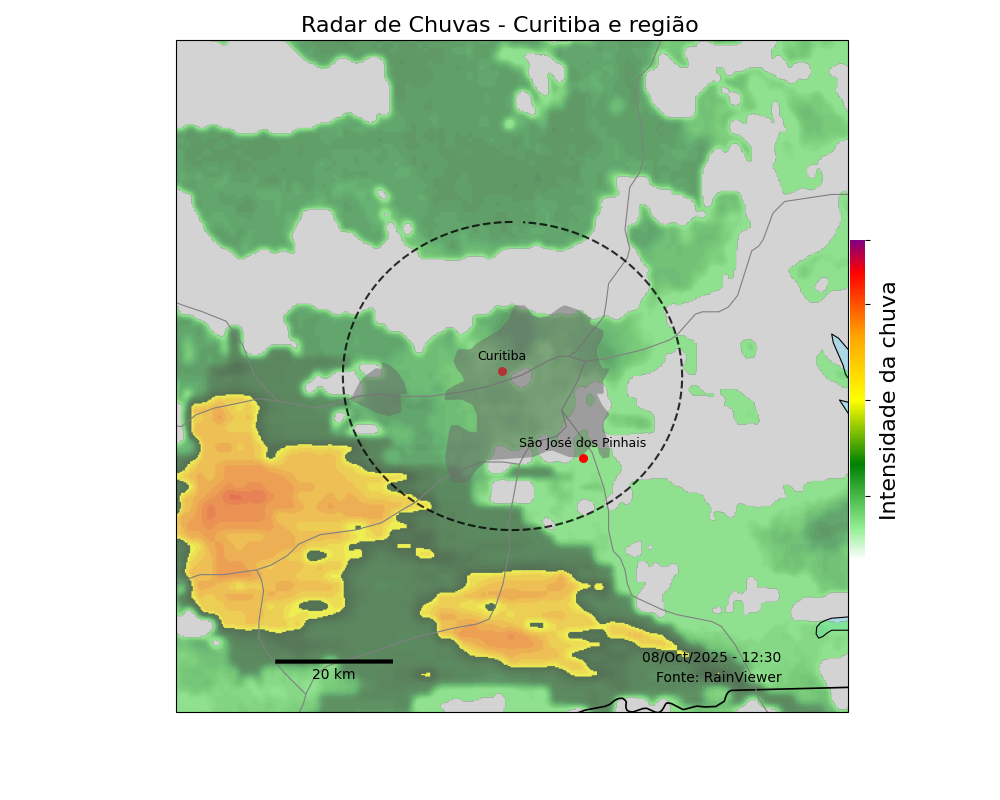 Radar de Chuvas - Curitiba e região
Curitiba
São José dos Pinhais
Intensidade da chuva
08/Oct/2025 - 12:30
20 km
Fonte: RainViewer